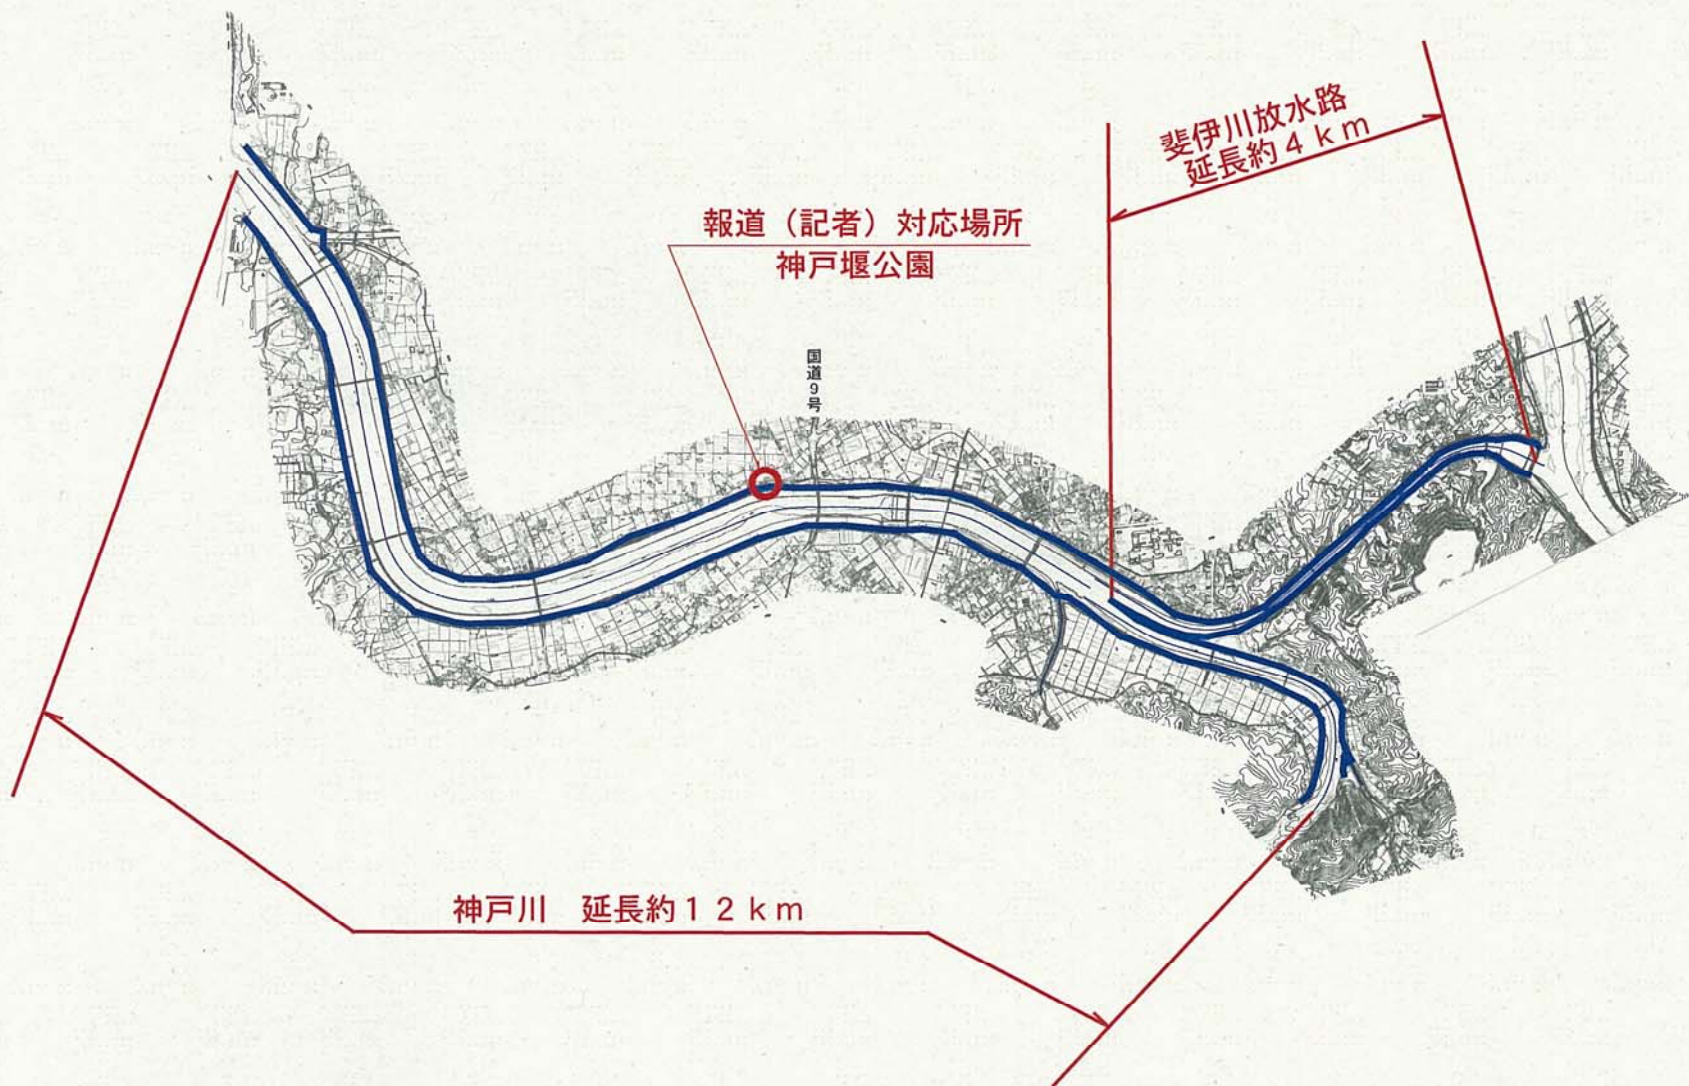 斐伊川放水路
延長約４ｋｍ
報道（記者）対応場所
神戸堰公園
国道９号
神戸川　延長約１２ｋｍ